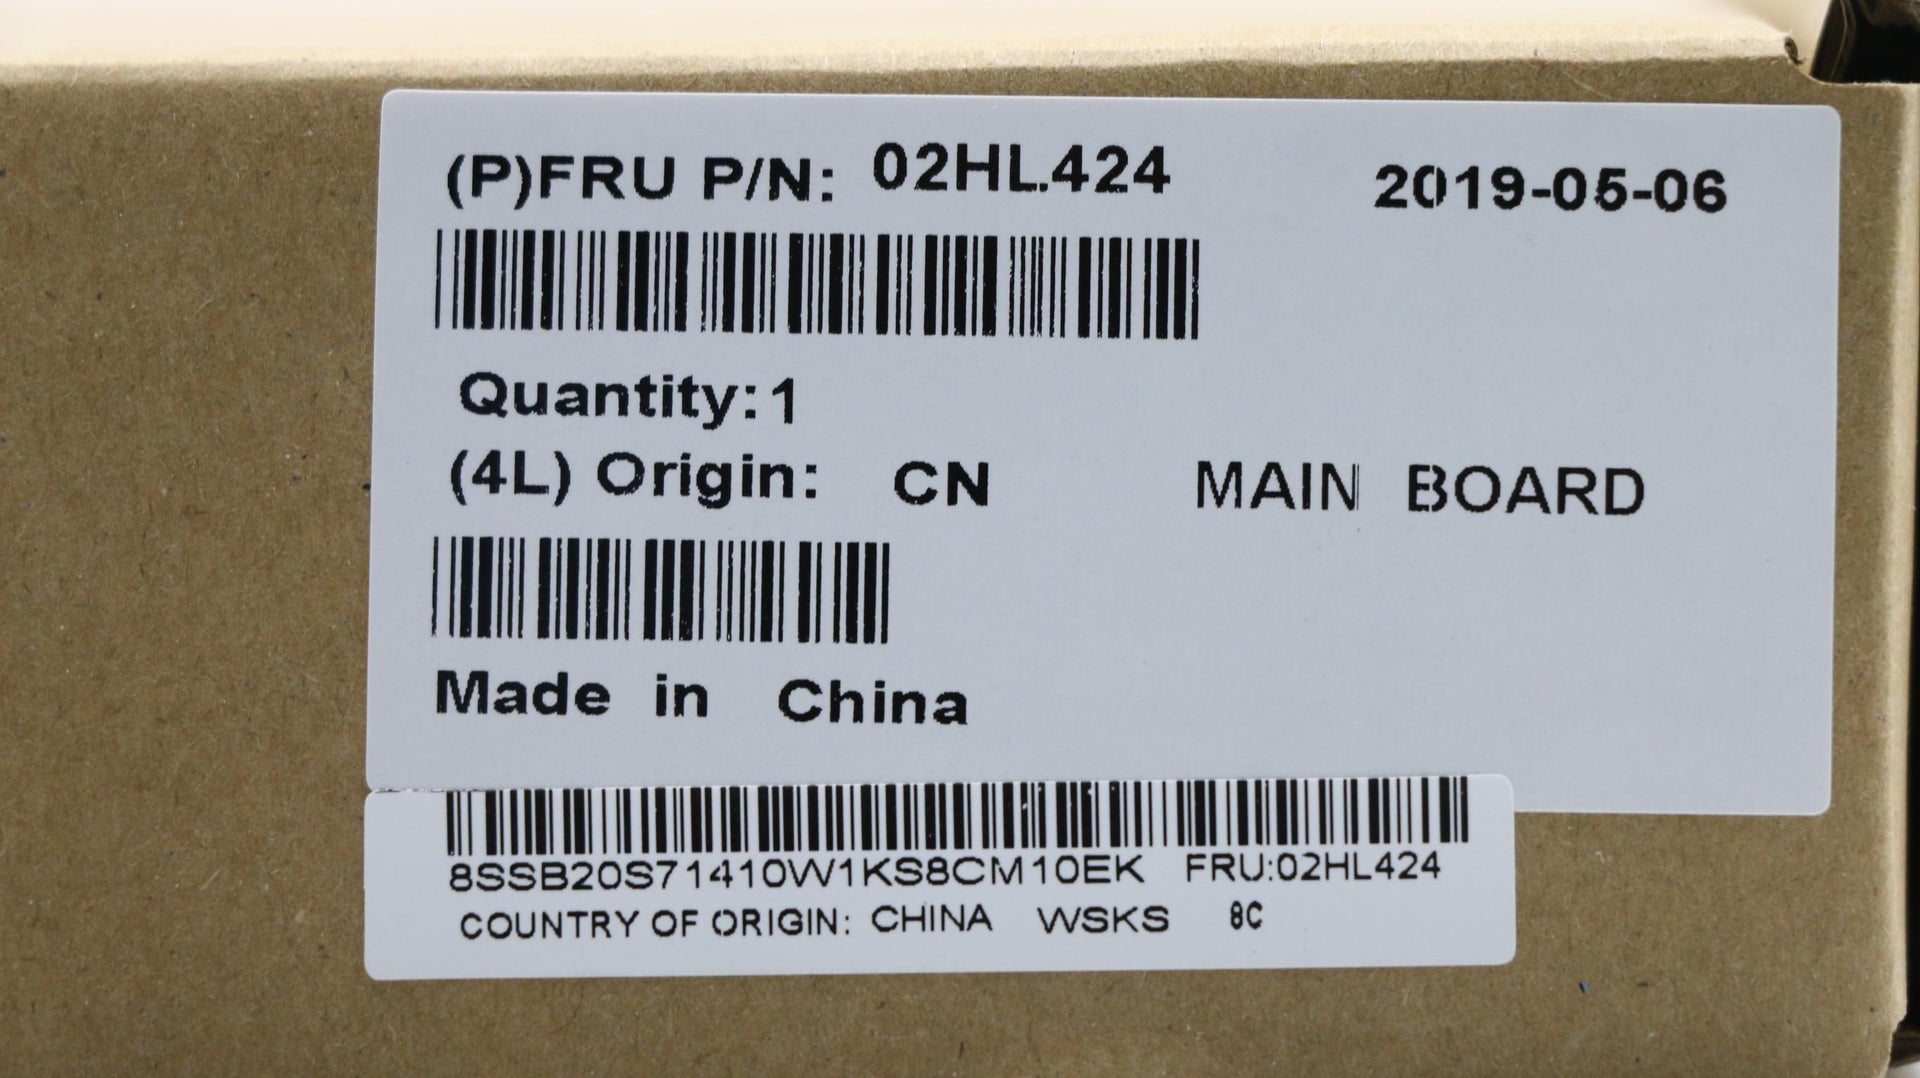 (P)FRU P/N: 02HL424 2019-05-06
Quantity:1
(4L) Origin: CN MAIN BOARD
Made in China
8SSB20S71410W1KS8CM10EK FRU:02HL424
COUNTRY OF ORIGIN: CHINA WSKS 8C